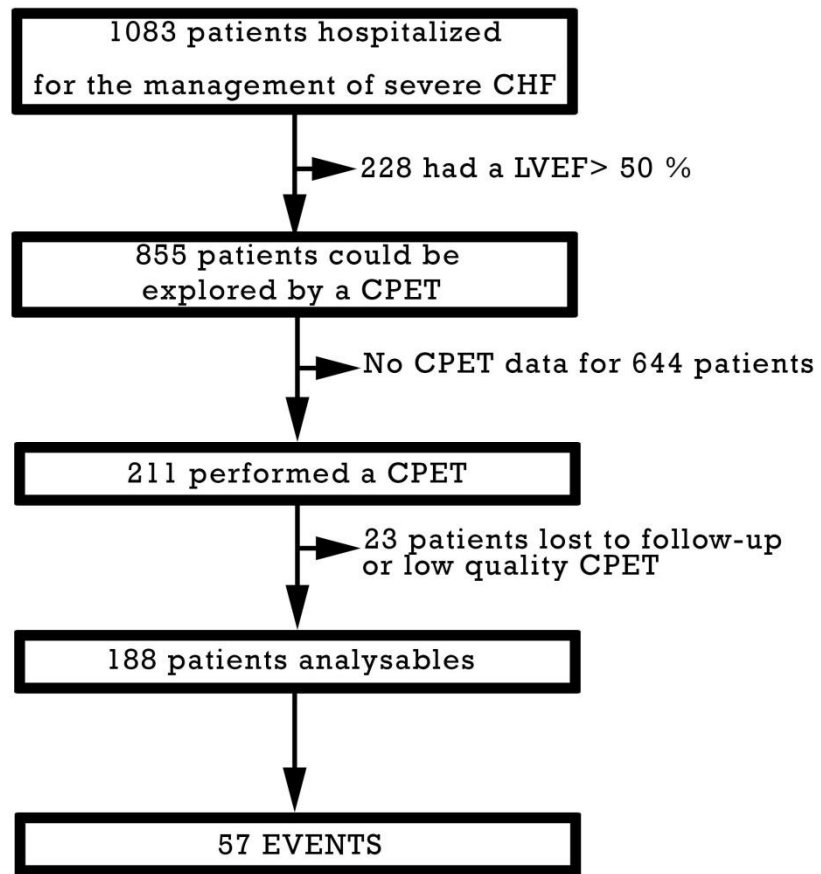 1083 patients hospitalized
for the management of severe CHF
228 had a LVEF> 50 %
855 patients could be
explored by a CPET
No CPET data for 644 patients
211 performed a CPET
23 patients lost to follow-up
or low quality CPET
188 patients analysables
57 EVENTS